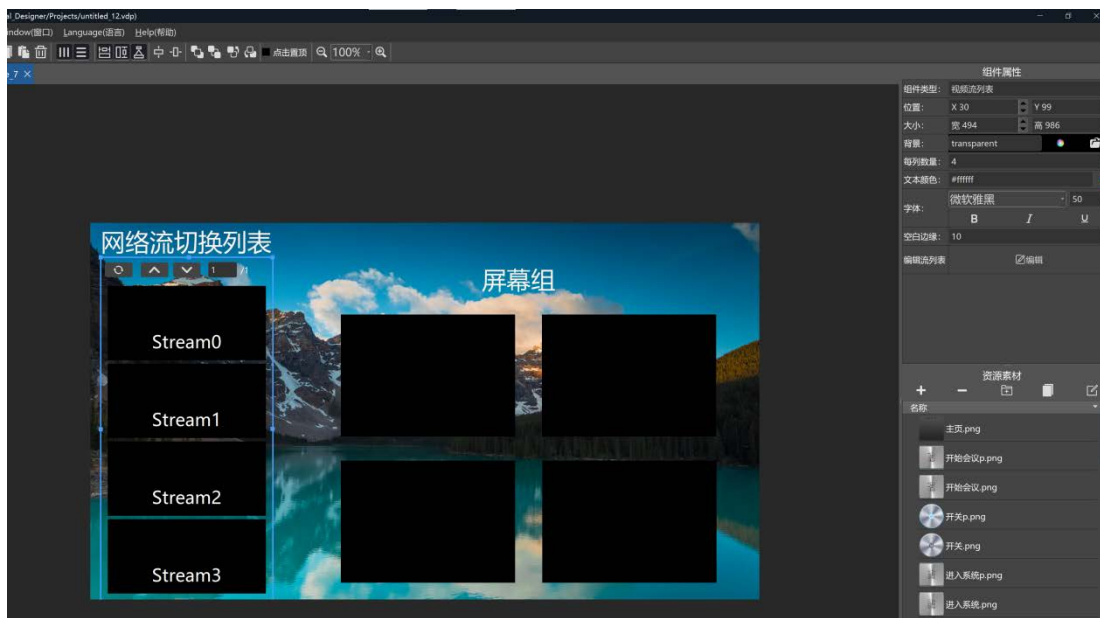 al_Designer/Projects/untitled_12.vdp)
indow(窗口) Language(语言) Help(帮助)
点击置顶 100%
_7 ×
组件属性
组件类型: 视频流列表
位置: X 30 Y 99
大小: 宽 494 高 986
背景: transparent
每列数量: 4
文本颜色: #ffffff
字体: 微软雅黑 50
B I U
空白边缘: 10
编辑流列表 编辑
网络流切换列表
1 /1
Stream0
Stream1
Stream2
Stream3
屏幕组
资源素材
名称
主页.png
开始会议p.png
开始会议.png
开关p.png
开关.png
进入系统p.png
进入系统.png